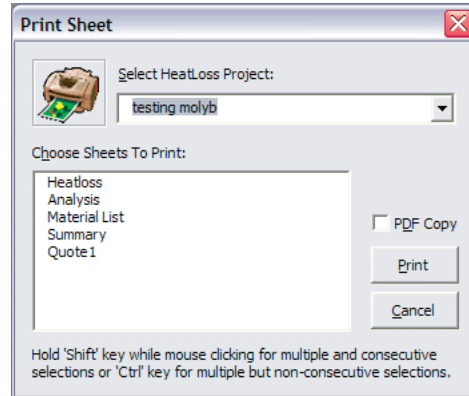 Print Sheet
Select HeatLoss Project:
testing molyb
Choose Sheets To Print:
Heatloss
Analysis
Material List
Summary
Quote1
PDF Copy
Print
Cancel
Hold 'Shift' key while mouse clicking for multiple and consecutive
selections or 'Ctrl' key for multiple but non-consecutive selections.